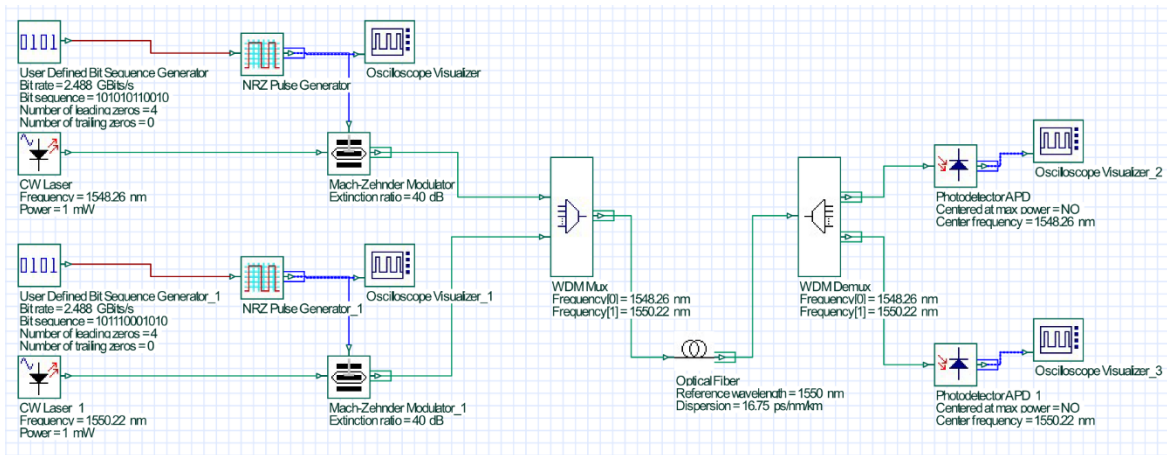 0101
User Defined Bit Sequence Generator
Bit rate = 2.488 GBits/s
Bit sequence = 101010110010
Number of leading zeros = 4
Number of trailing zeros = 0
NRZ Pulse Generator
Oscilloscope Visualizer
CW Laser
Frequency = 1548.26 nm
Power = 1 mW
Mach-Zehnder Modulator
Extinction ratio = 40 dB
0101
User Defined Bit Sequence Generator_1
Bit rate = 2.488 GBits/s
Bit sequence = 101110001010
Number of leading zeros = 4
Number of trailing zeros = 0
NRZ Pulse Generator_1
Oscilloscope Visualizer_1
CW Laser_1
Frequency = 1550.22 nm
Power = 1 mW
Mach-Zehnder Modulator_1
Extinction ratio = 40 dB
WDM Mux
Frequency[0] = 1548.26 nm
Frequency[1] = 1550.22 nm
Optical Fiber
Reference wavelength = 1550 nm
Dispersion = 16.75 ps/nm/km
WDM Demux
Frequency[0] = 1548.26 nm
Frequency[1] = 1550.22 nm
Photodetector APD
Centered at max power = NO
Center frequency = 1548.26 nm
Oscilloscope Visualizer_2
Photodetector APD_1
Centered at max power = NO
Center frequency = 1550.22 nm
Oscilloscope Visualizer_3